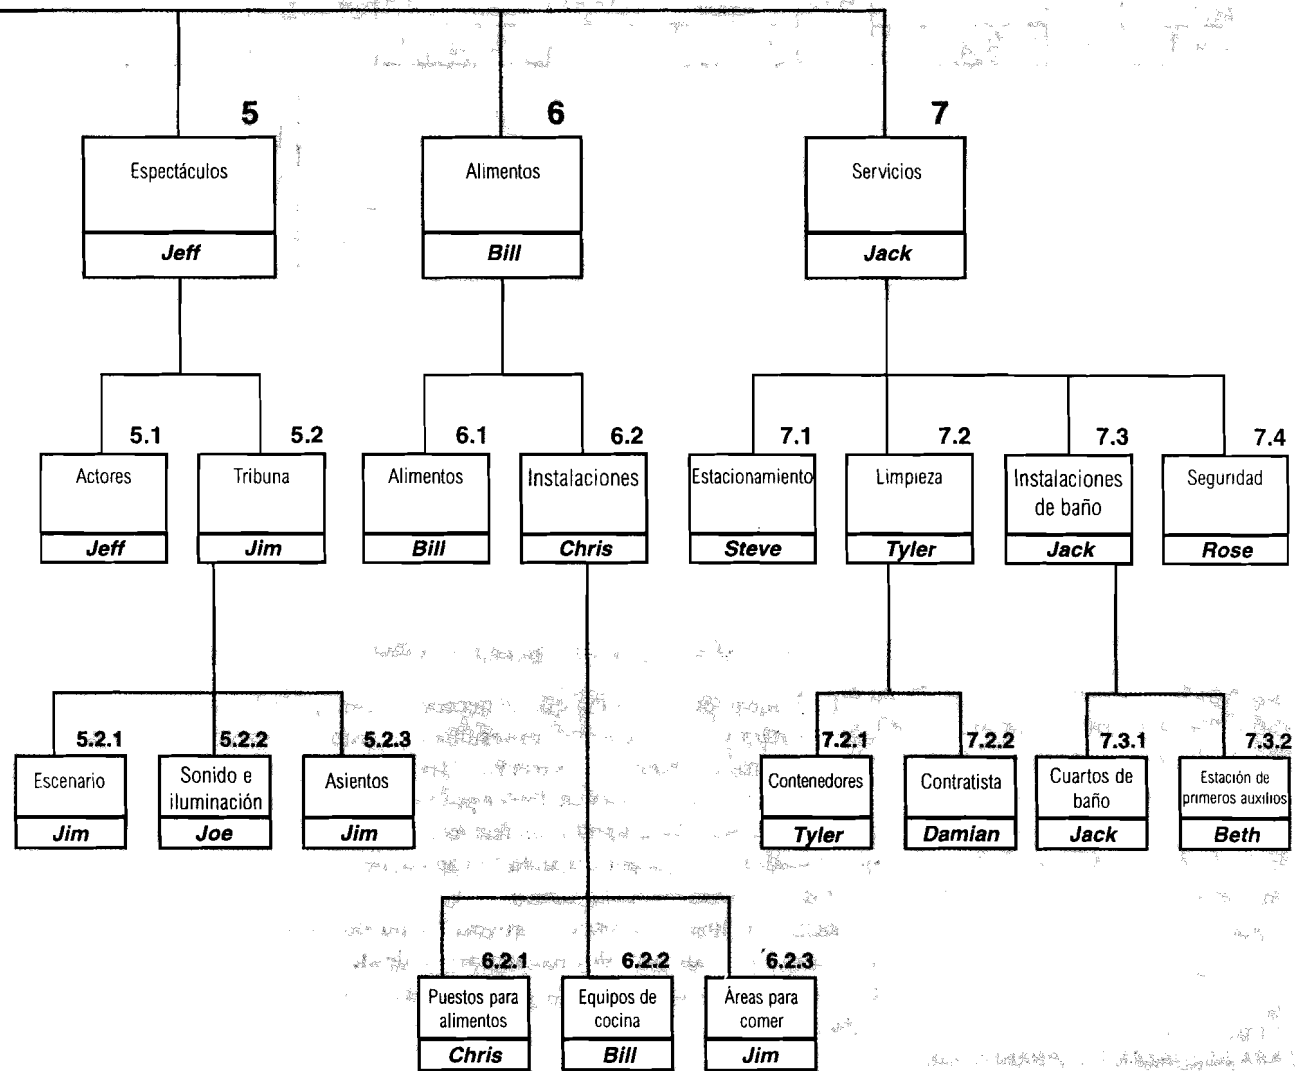 5
Espectáculos
Jeff
6
Alimentos
Bill
7
Servicios
Jack
5.1
Actores
Jeff
5.2
Tribuna
Jim
6.1
Alimentos
Bill
6.2
Instalaciones
Chris
7.1
Estacionamiento
Steve
7.2
Limpieza
Tyler
7.3
Instalaciones
de baño
Jack
7.4
Seguridad
Rose
5.2.1
Escenario
Jim
5.2.2
Sonido e
iluminación
Joe
5.2.3
Asientos
Jim
7.2.1
Contenedores
Tyler
7.2.2
Contratista
Damian
7.3.1
Cuartos de
baño
Jack
7.3.2
Estación de
primeros auxilios
Beth
6.2.1
Puestos para
alimentos
Chris
6.2.2
Equipos de
cocina
Bill
6.2.3
Áreas para
comer
Jim